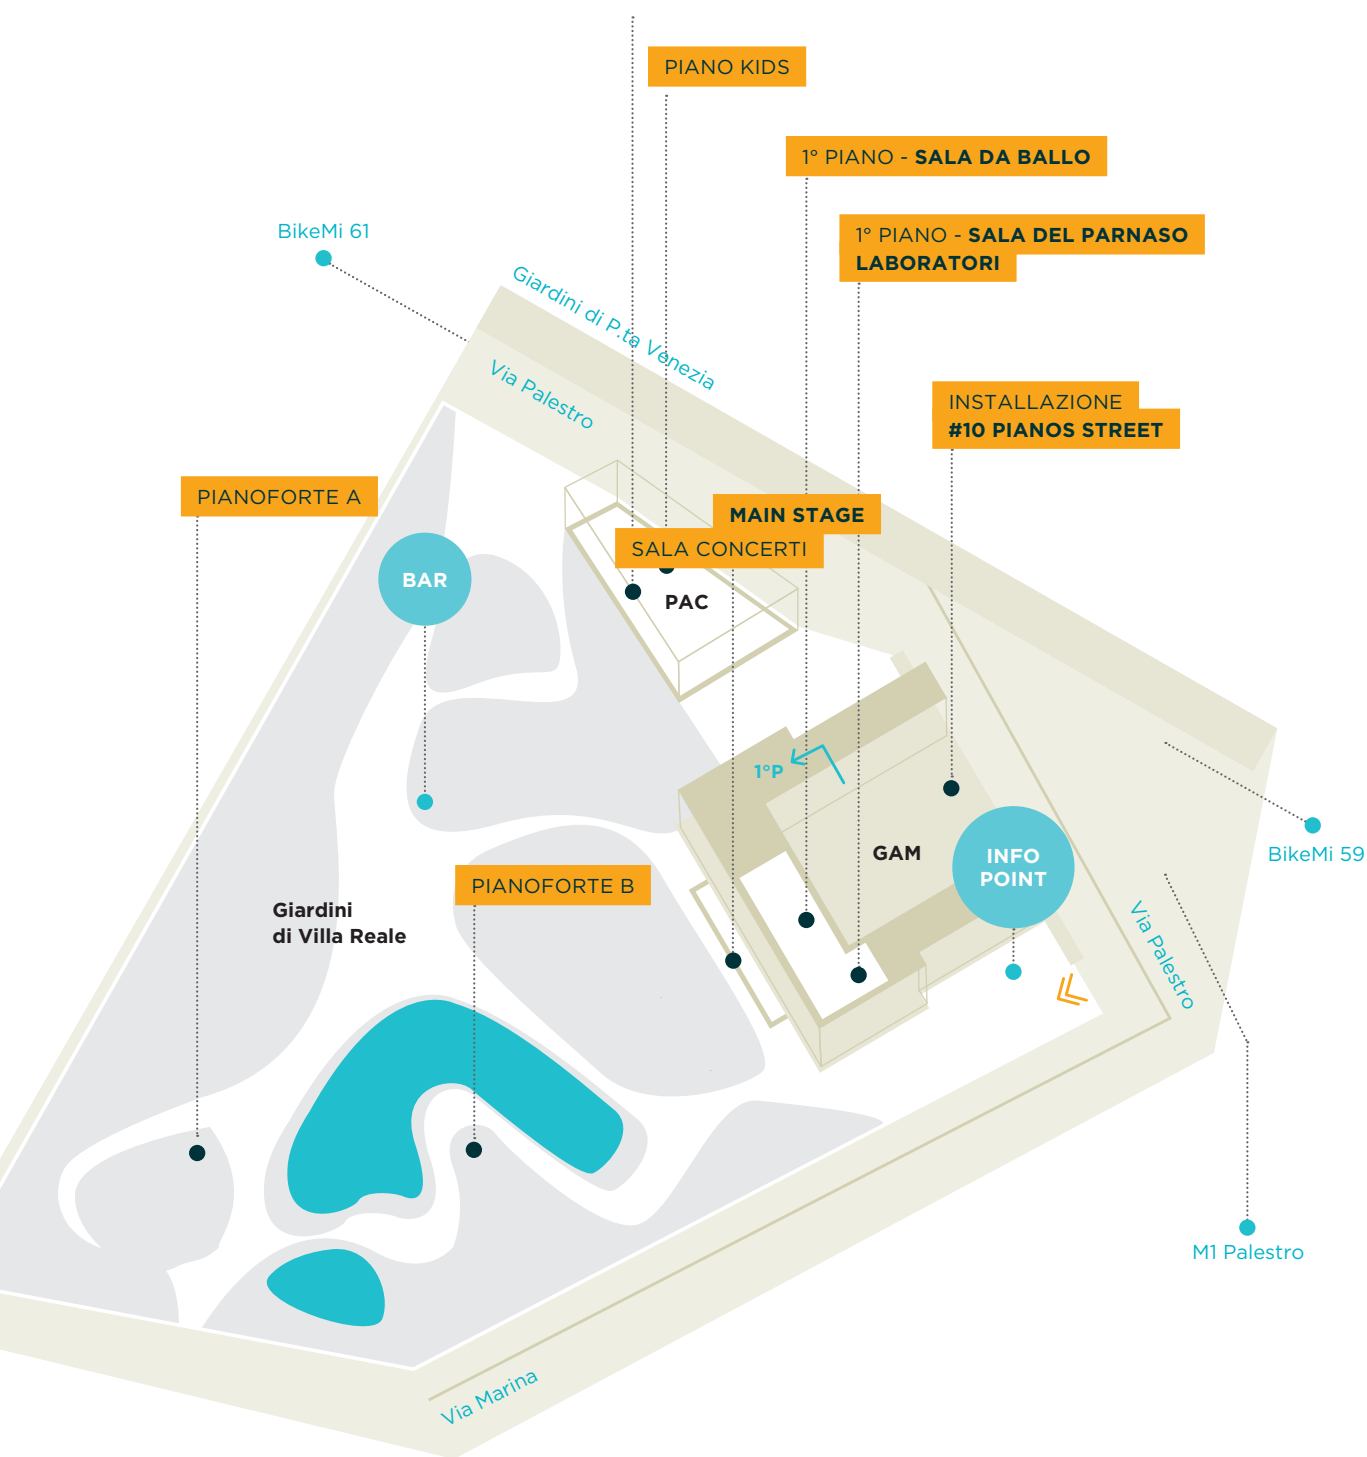 PIANO KIDS
1° PIANO - SALA DA BALLO
BikeMi 61
1° PIANO - SALA DEL PARNASO
LABORATORI
Giardini di P.ta Venezia
Via Palestro
INSTALLAZIONE
#10 PIANOS STREET
PIANOFORTE A
MAIN STAGE
SALA CONCERTI
BAR
PAC
1°P
GAM
INFO
POINT
BikeMi 59
PIANOFORTE B
Giardini
di Villa Reale
Via Palestro
M1 Palestro
Via Marina